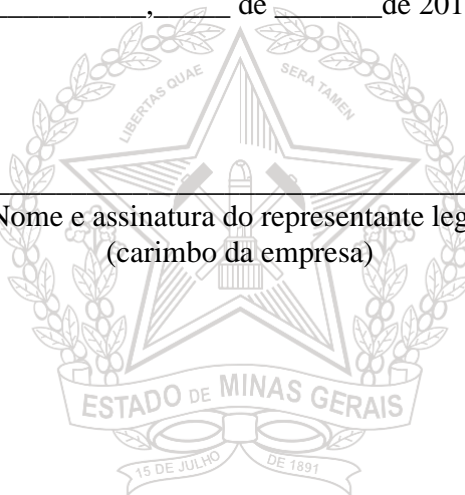 ___________,_____ de _______de 201
LIBERTAS QUAE SERA TAMEN
Nome e assinatura do representante leg
(carimbo da empresa)
ESTADO DE MINAS GERAIS
15 DE JULHO DE 1891